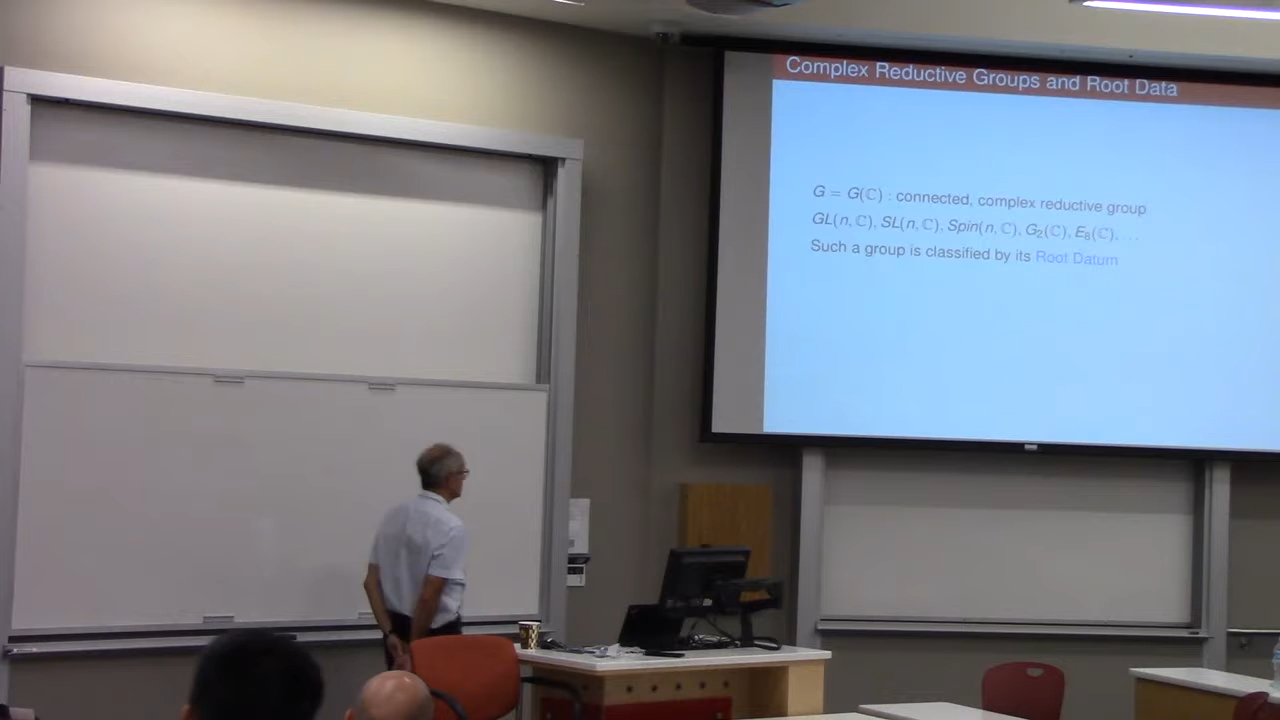 Complex Reductive Groups and Root Data
G = G(ℂ) : connected, complex reductive group
GL(n, ℂ), SL(n, ℂ), Spin(n, ℂ), G₂(ℂ), E₈(ℂ), . . .
Such a group is classified by its Root Datum